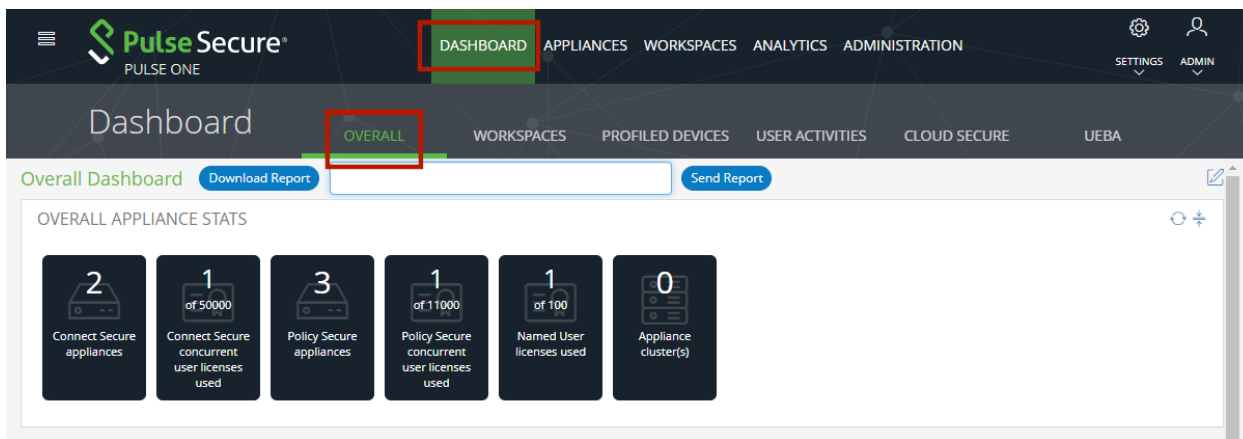 Pulse Secure®
PULSE ONE
DASHBOARD APPLIANCES WORKSPACES ANALYTICS ADMINISTRATION
SETTINGS ADMIN
Dashboard
OVERALL WORKSPACES PROFILED DEVICES USER ACTIVITIES CLOUD SECURE UEBA
Overall Dashboard Download Report Send Report
OVERALL APPLIANCE STATS
2
Connect Secure
appliances
1
of 50000
Connect Secure
concurrent
user licenses
used
3
Policy Secure
appliances
1
of 11000
Policy Secure
concurrent
user licenses
used
1
of 100
Named User
licenses used
0
Appliance
cluster(s)